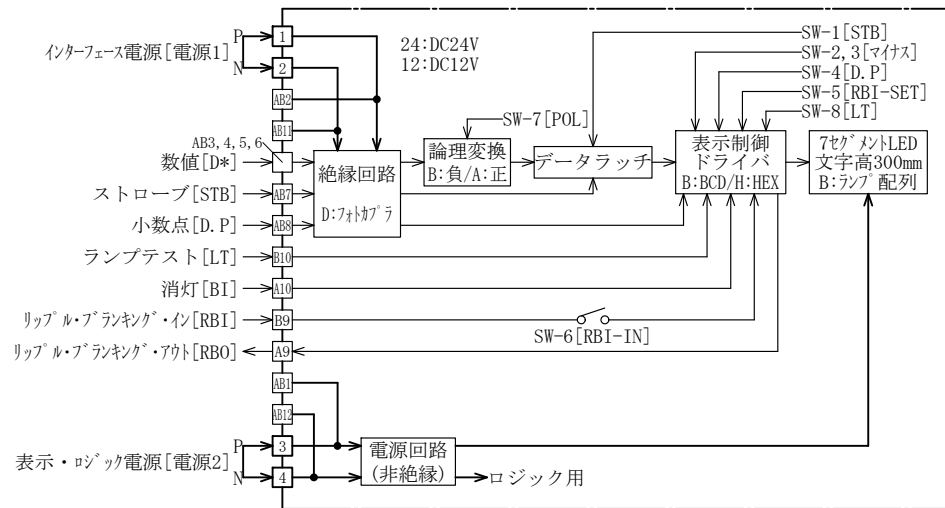 インターフェース電源[電源1]
P
N
1
2
AB2
AB11
24:DC24V
12:DC12V
SW-1[STB]
SW-2,3[マイナス]
SW-4[D.P]
SW-5[RBI-SET]
SW-8[LT]
SW-7[POL]
AB3,4,5,6
数値[D*]
ストローブ[STB]
AB7
小数点[D.P]
AB8
絶縁回路
D:フォトカプラ
論理変換
B:負/A:正
データラッチ
表示制御
ドライバ
B:BCD/H:HEX
7セグメントLED
文字高300mm
B:ランプ配列
ランプテスト[LT]
B10
消灯[BI]
A10
リップル・ブランキング・イン[RBI]
B9
SW-6[RBI-IN]
リップル・ブランキング・アウト[RBO]
A9
AB1
AB12
表示・ロジック電源[電源2]
P
N
3
4
電源回路
(非絶縁)
ロジック用